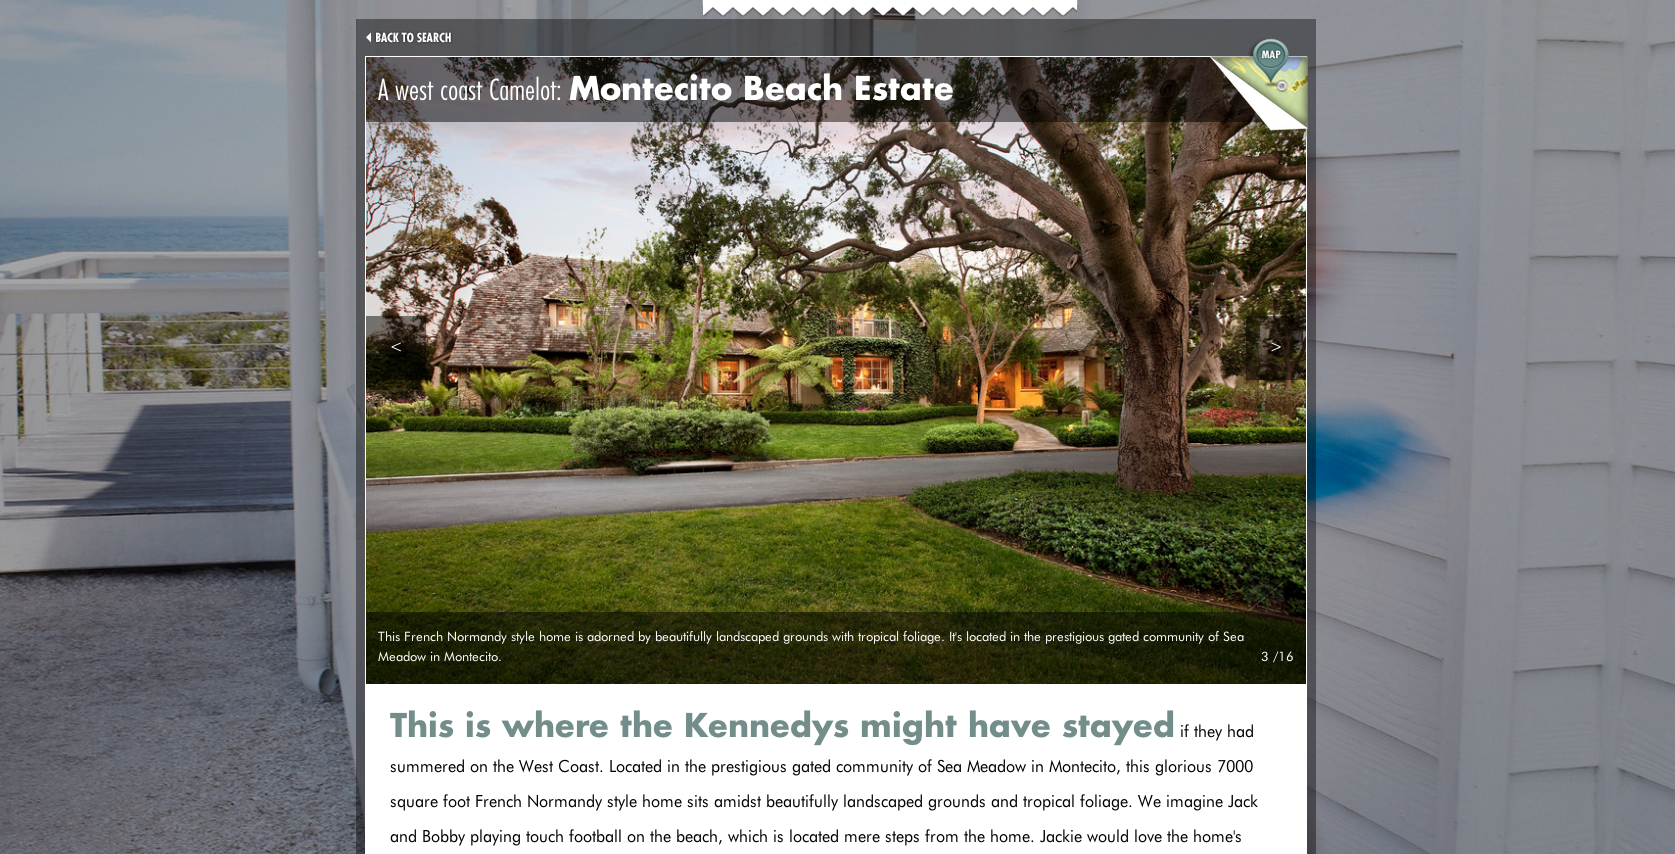 BACK TO SEARCH
MAP
A west coast Camelot: Montecito Beach Estate
<
>
This French Normandy style home is adorned by beautifully landscaped grounds with tropical foliage. It's located in the prestigious gated community of Sea
Meadow in Montecito.
3 /16
This is where the Kennedys might have stayed if they had
summered on the West Coast. Located in the prestigious gated community of Sea Meadow in Montecito, this glorious 7000
square foot French Normandy style home sits amidst beautifully landscaped grounds and tropical foliage. We imagine Jack
and Bobby playing touch football on the beach, which is located mere steps from the home. Jackie would love the home's